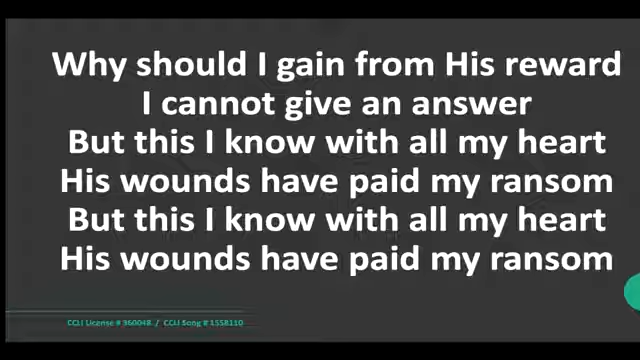 Why should I gain from His reward
I cannot give an answer
But this I know with all my heart
His wounds have paid my ransom
But this I know with all my heart
His wounds have paid my ransom
CCLI License # 360048 / CCLI Song # 1558110